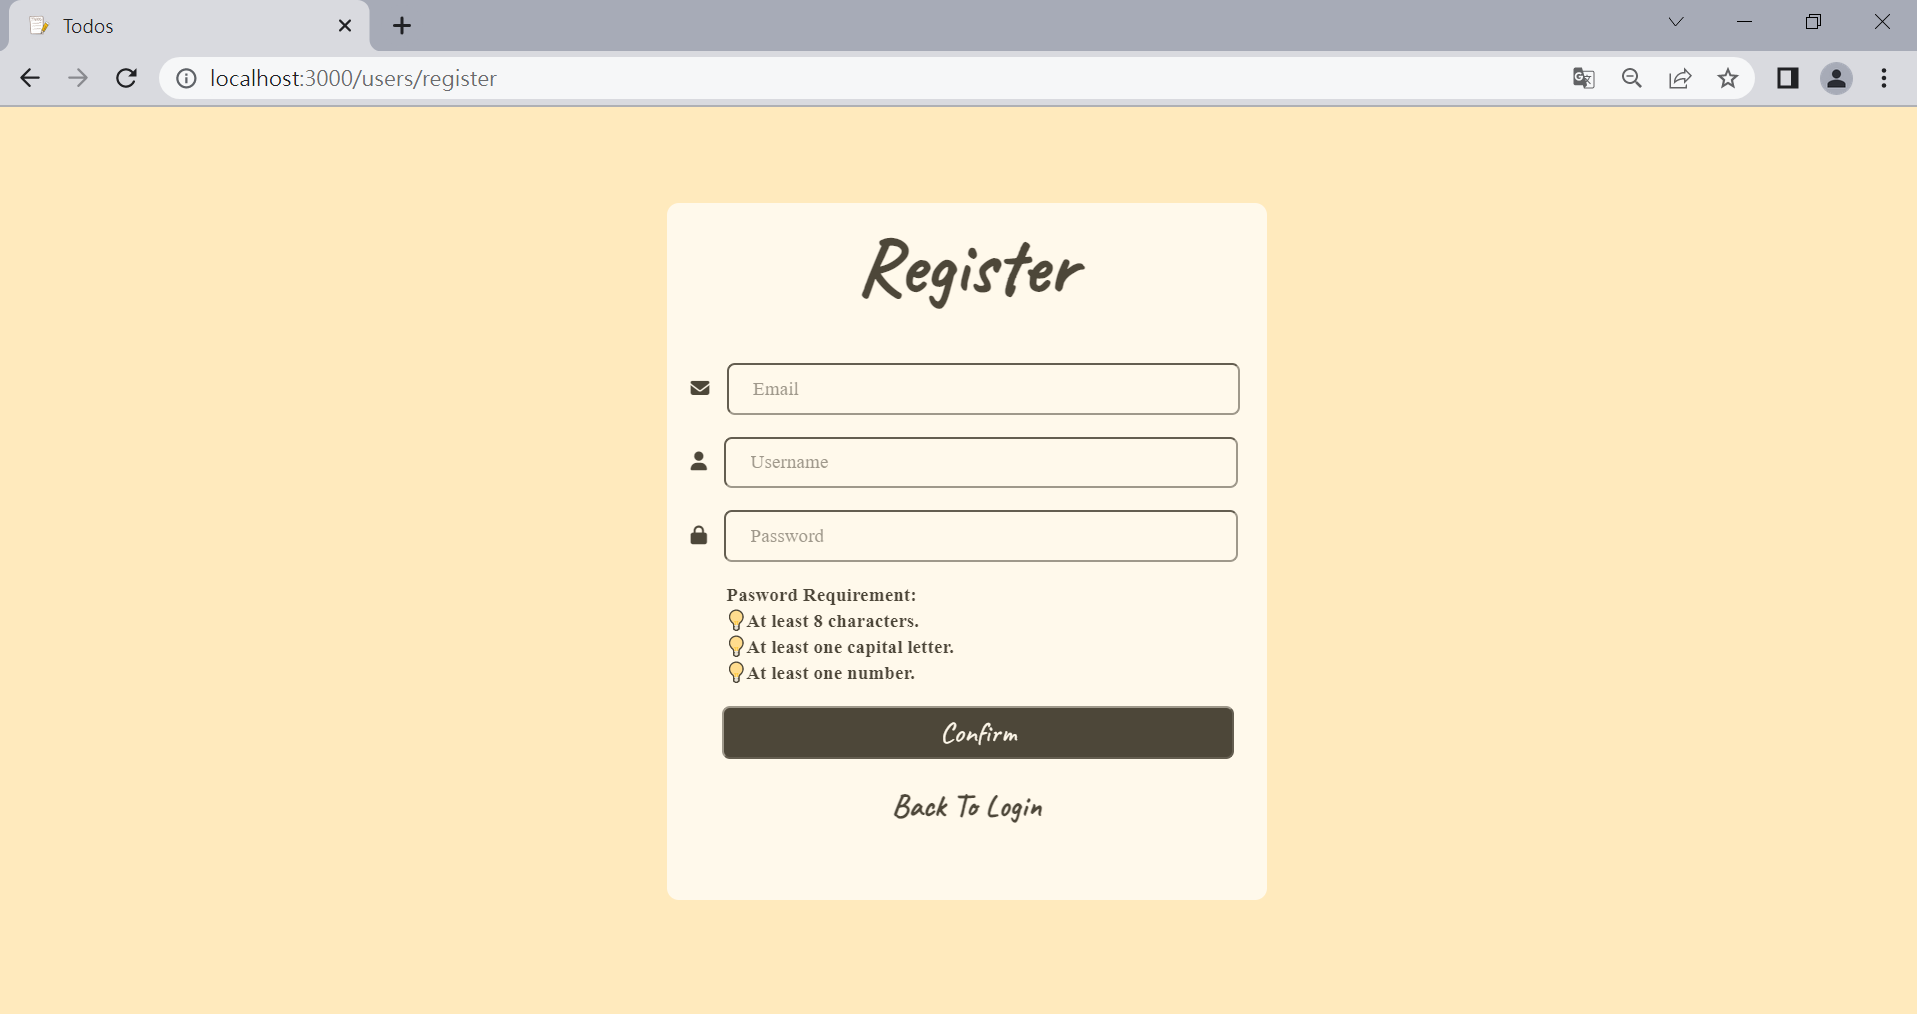 Todos
localhost:3000/users/register
Register
Email
Username
Password
Pasword Requirement:
💡At least 8 characters.
💡At least one capital letter.
💡At least one number.
Confirm
Back To Login